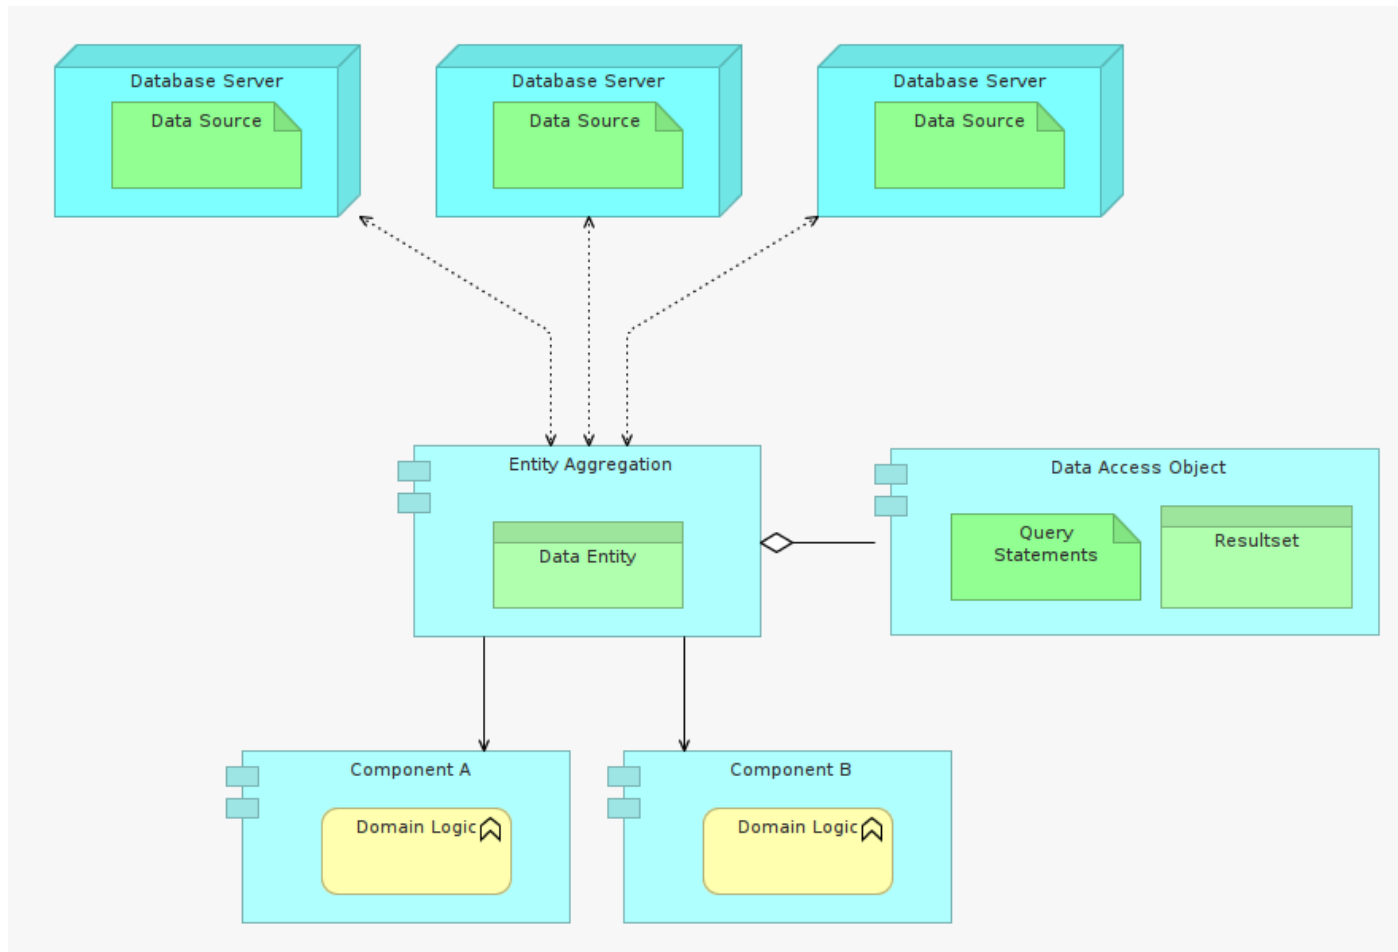 Database Server
Data Source
Database Server
Data Source
Database Server
Data Source
Entity Aggregation
Data Entity
Data Access Object
Query
Statements
Resultset
Component A
Domain Logic
Component B
Domain Logic